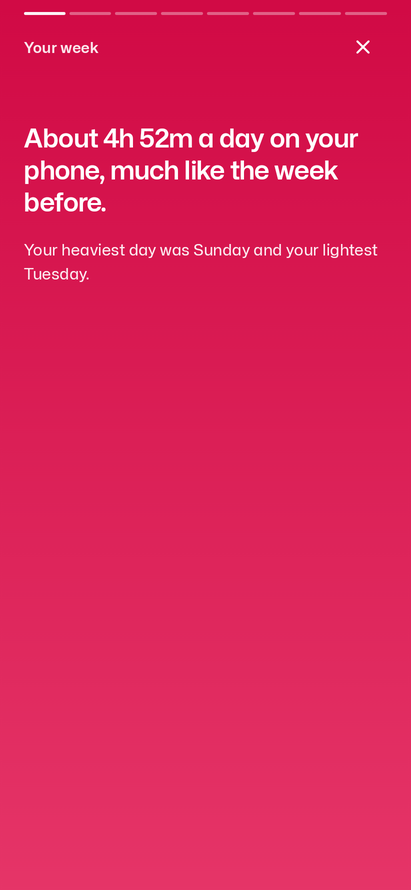 Your week
About 4h 52m a day on your
phone, much like the week
before.
Your heaviest day was Sunday and your lightest
Tuesday.